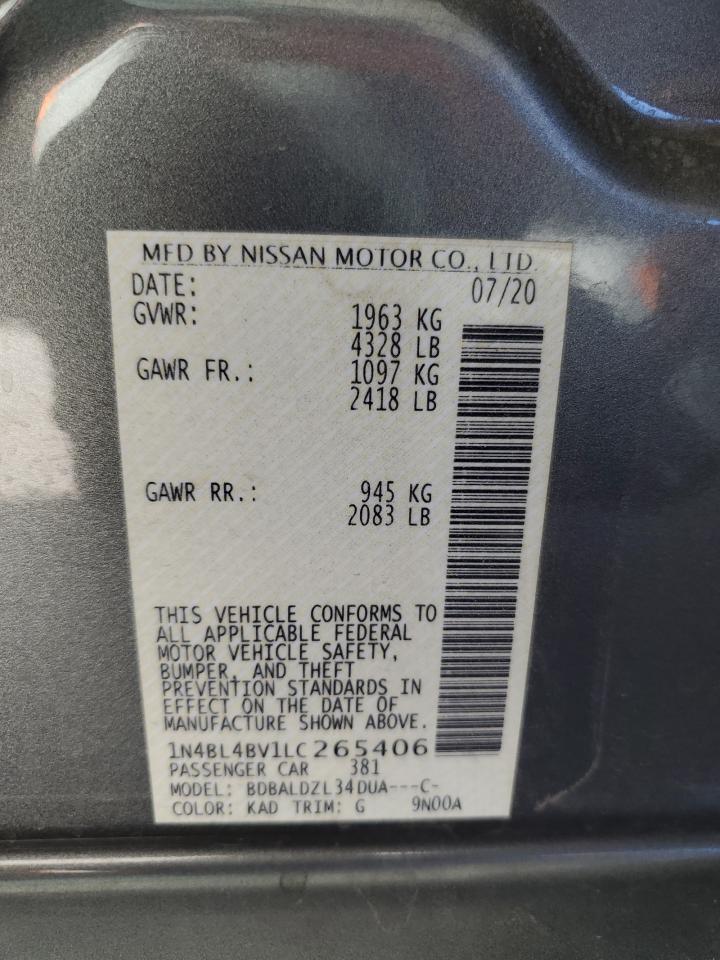 MFD BY NISSAN MOTOR CO., LTD.
DATE: 07/20
GVWR: 1963 KG
4328 LB
GAWR FR.: 1097 KG
2418 LB
GAWR RR.: 945 KG
2083 LB
THIS VEHICLE CONFORMS TO
ALL APPLICABLE FEDERAL
MOTOR VEHICLE SAFETY,
BUMPER, AND THEFT
PREVENTION STANDARDS IN
EFFECT ON THE DATE OF
MANUFACTURE SHOWN ABOVE.
1N4BL4BV1LC265406
PASSENGER CAR 381
MODEL: BDBALDZL34DUA---C-
COLOR: KAD TRIM: G 9N00A